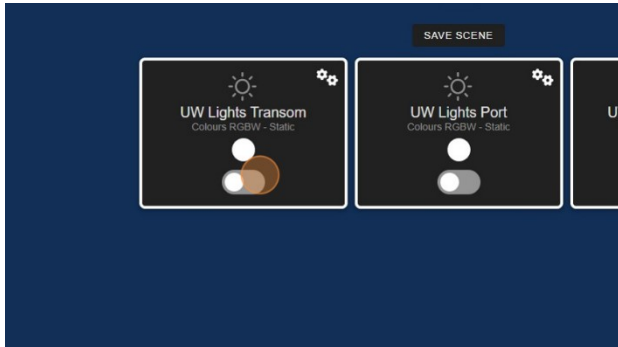 SAVE SCENE
UW Lights Transom
Colours RGBW - Static
UW Lights Port
Colours RGBW - Static
U